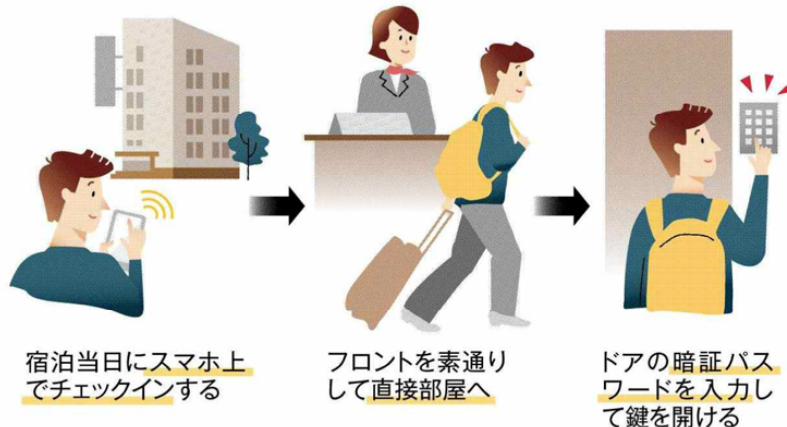 宿泊当日にスマホ上
でチェックインする
フロントを素通り
して直接部屋へ
ドアの暗証パス
ワードを入力し
て鍵を開ける